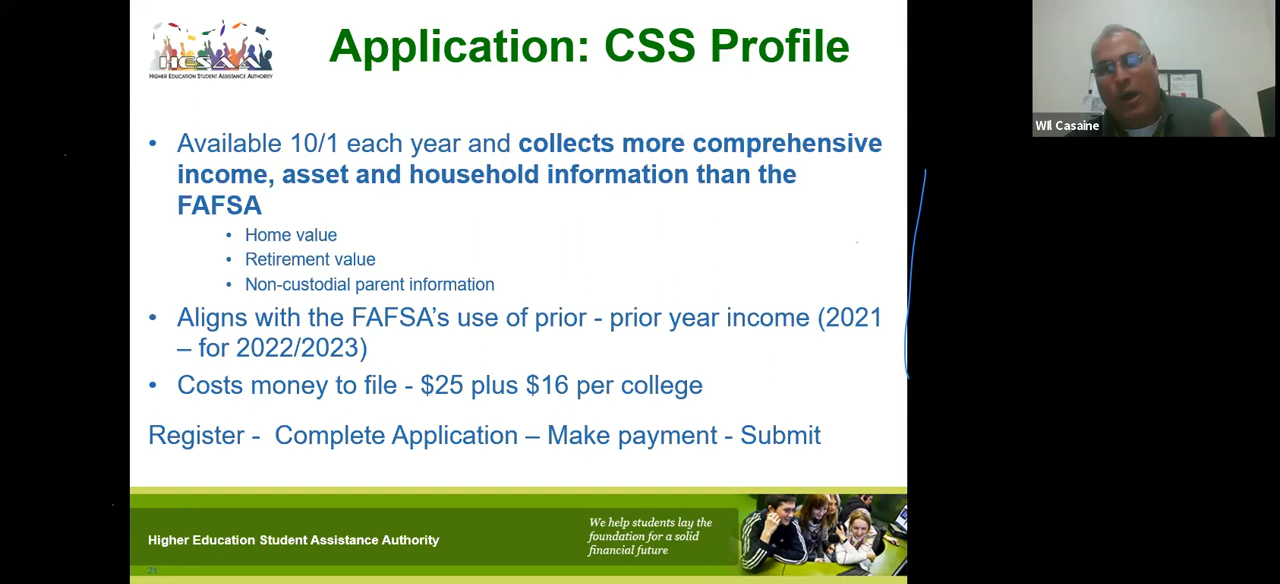 HESAA
HIGHER EDUCATION STUDENT ASSISTANCE AUTHORITY
Application: CSS Profile
Wil Casaine
• Available 10/1 each year and collects more comprehensive
income, asset and household information than the
FAFSA
• Home value
• Retirement value
• Non-custodial parent information
• Aligns with the FAFSA's use of prior - prior year income (2021
– for 2022/2023)
• Costs money to file - $25 plus $16 per college
Register - Complete Application – Make payment - Submit
We help students lay the
foundation for a solid
financial future
Higher Education Student Assistance Authority
21